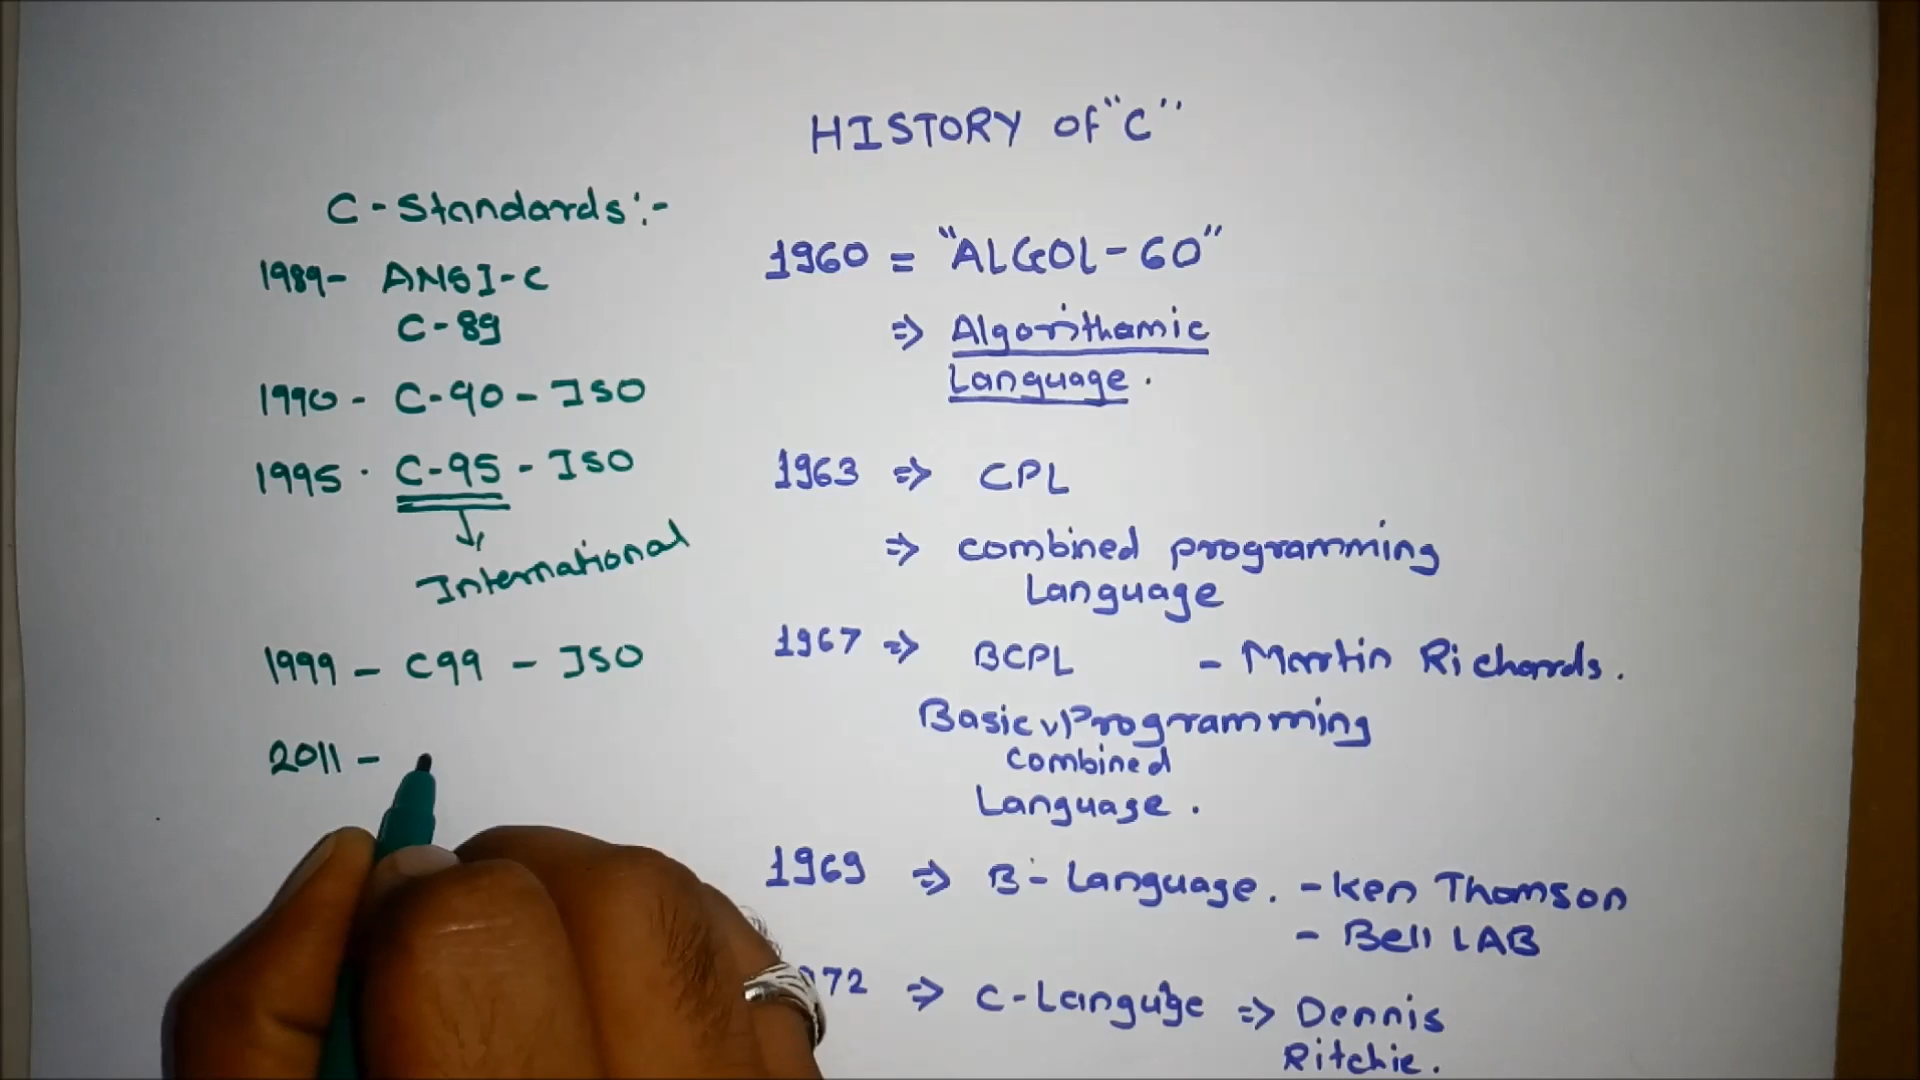 HISTORY of "C"
C - Standards :-
1989 - ANSI-C
C - 89
1990 - C-90 - ISO
1995 . C-95 - ISO
International
1999 - C99 - ISO
2011 -
1960 = "ALGOL - 60"
⇒ Algorithamic
Language .
1963 ⇒ CPL
⇒ combined programming
Language
1967 ⇒ BCPL - Martin Richards .
Basic v Programming
Combined
Language .
1969 ⇒ B - Language . - Ken Thomson
- Bell LAB
72 ⇒ C - Language ⇒ Dennis
Ritchie .